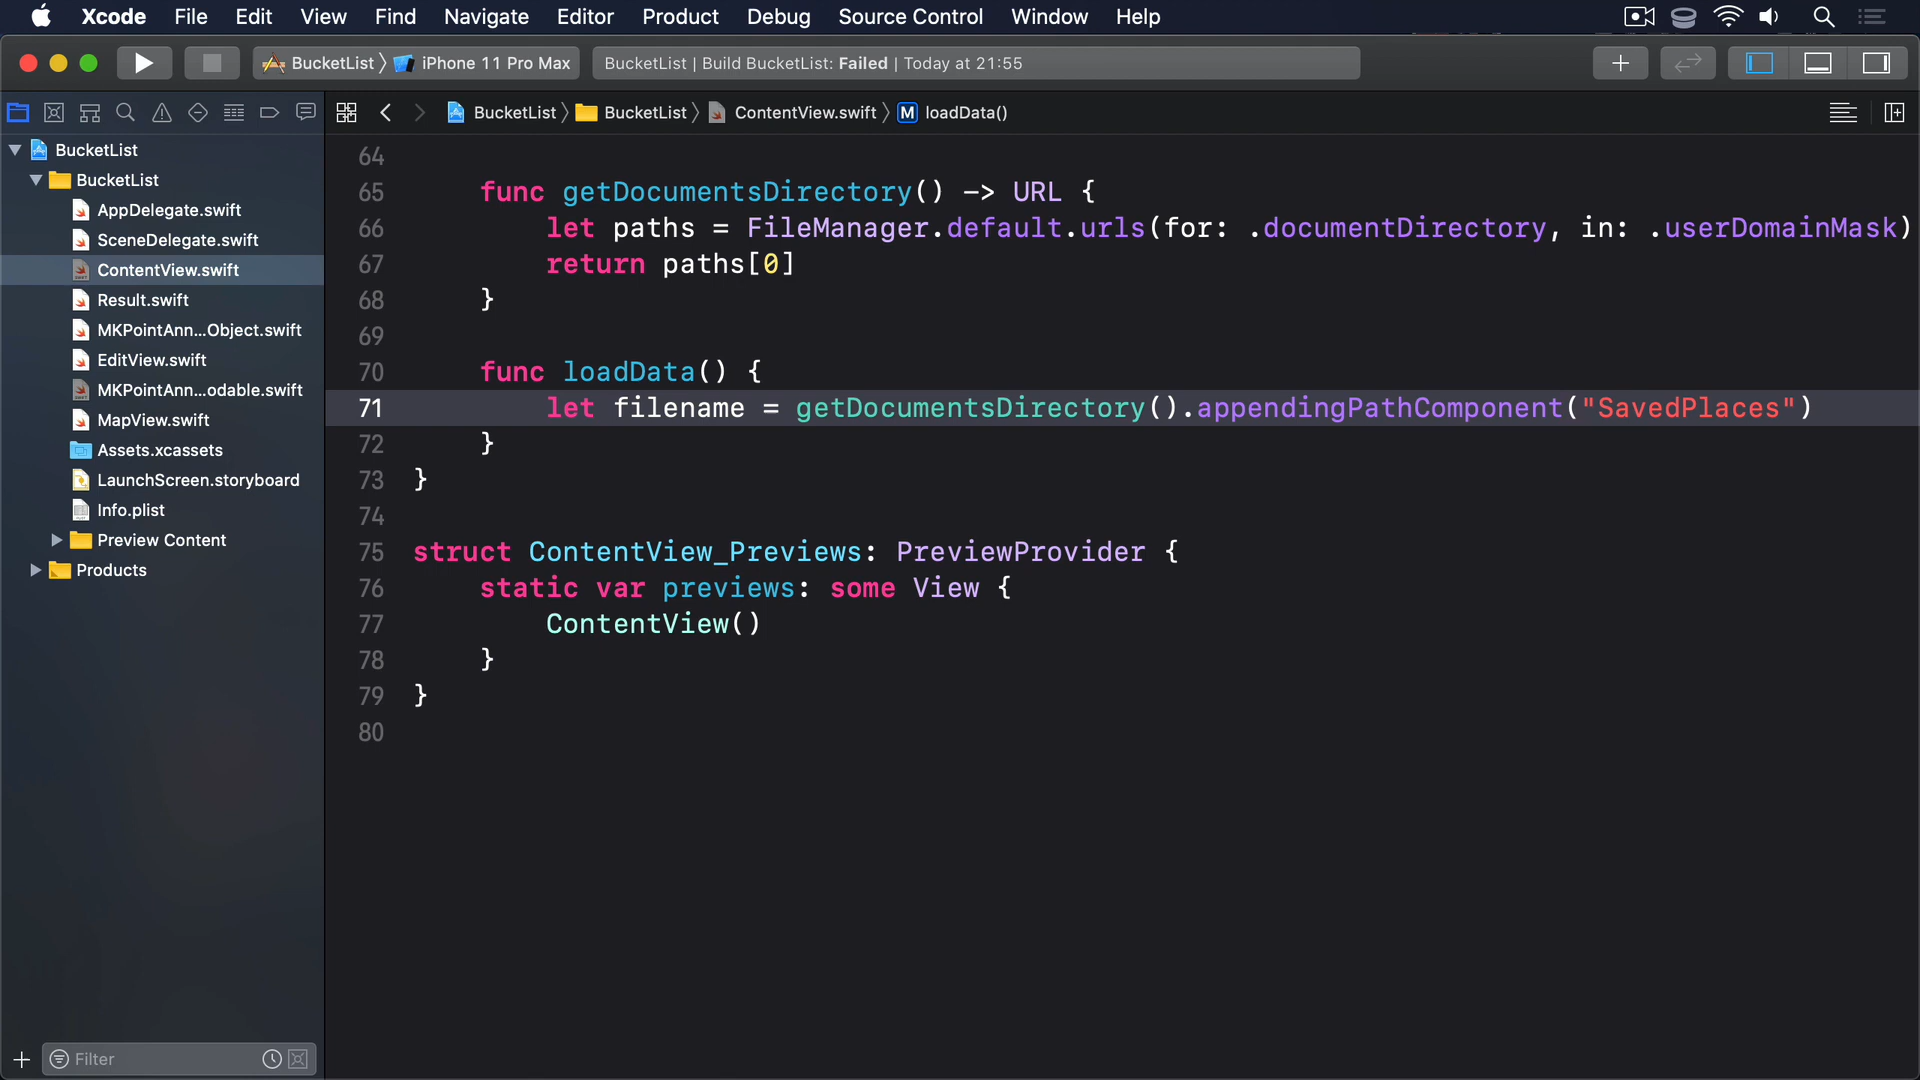 Xcode File Edit View Find Navigate Editor Product Debug Source Control Window Help
BucketList iPhone 11 Pro Max BucketList | Build BucketList: Failed | Today at 21:55
BucketList BucketList ContentView.swift M loadData()
BucketList
BucketList
AppDelegate.swift
SceneDelegate.swift
ContentView.swift
Result.swift
MKPointAnn...Object.swift
EditView.swift
MKPointAnn...odable.swift
MapView.swift
Assets.xcassets
LaunchScreen.storyboard
Info.plist
Preview Content
Products
Filter
64
65 func getDocumentsDirectory() -> URL {
66 let paths = FileManager.default.urls(for: .documentDirectory, in: .userDomainMask)
67 return paths[0]
68 }
69
70 func loadData() {
71 let filename = getDocumentsDirectory().appendingPathComponent("SavedPlaces")
72 }
73 }
74
75 struct ContentView_Previews: PreviewProvider {
76 static var previews: some View {
77 ContentView()
78 }
79 }
80